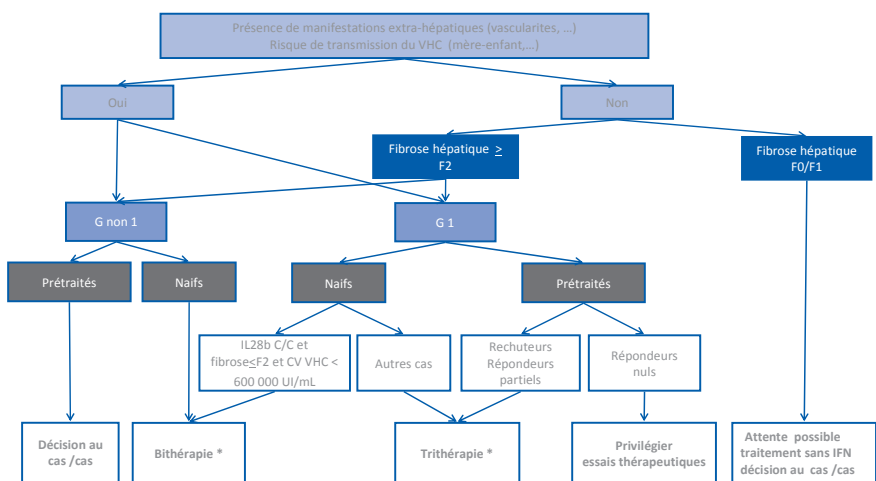 Présence de manifestations extra-hépatiques (vascularites, ...)
Risque de transmission du VHC (mère-enfant,...)
Oui
Non
Fibrose hépatique ≥
F2
Fibrose hépatique
F0/F1
G non 1
G 1
Prétraités
Naifs
Naifs
Prétraités
IL28b C/C et
fibrose≤F2 et CV VHC <
600 000 UI/mL
Autres cas
Rechuteurs
Répondeurs
partiels
Répondeurs
nuls
Décision au
cas /cas
Bithérapie *
Trithérapie *
Privilégier
essais thérapeutiques
Attente possible
traitement sans IFN
décision au cas /cas